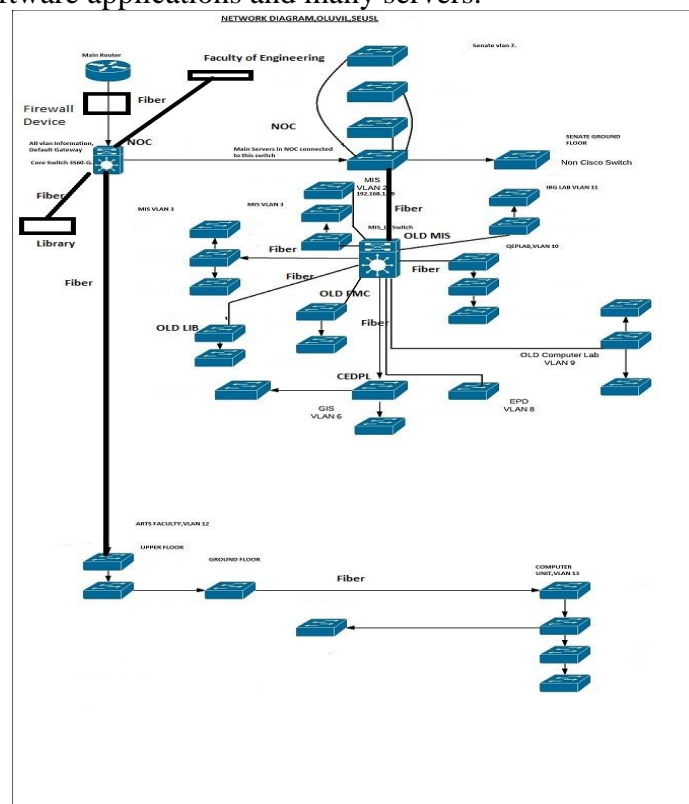 ftware applications and many servers.
NETWORK DIAGRAM,OLUVIL,SEUSL
Senate vlan 7.
Main Router
Faculty of Engineering
Fiber
Firewall
Device
NOC
All vlan Information,
Default Gateway
NOC
Core Switch 3560-G.
Main Servers in NOC connected
to this switch
SENATE GROUND
FLOOR
Non Cisco Switch
MIS
VLAN 2
IBG LAB VLAN 11
Fiber
Library
MIS VLAN 3
MIS VLAN 3
Fiber
OLD MIS
QEPLAB,VLAN 10
Fiber
Fiber
Fiber
Fiber
OLD FMC
Fiber
OLD LIB
OLD Computer Lab
VLAN 9
CEDPL
GIS
VLAN 6
EPD
VLAN 8
ARTS FACULTY,VLAN 12
UPPER FLOOR
GROUND FLOOR
Fiber
COMPUTER
UNIT,VLAN 13